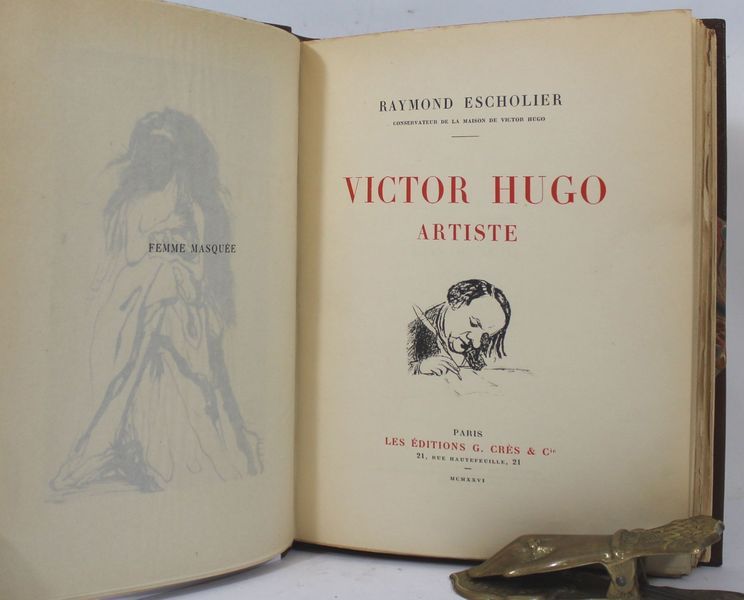 FEMME MASQUÉE
RAYMOND ESCHOLIER
CONSERVATEUR DE LA MAISON DE VICTOR HUGO
VICTOR HUGO
ARTISTE
PARIS
LES ÉDITIONS G. CRÈS & Cie
21, RUE HAUTEFEUILLE, 21
MCMXXVI